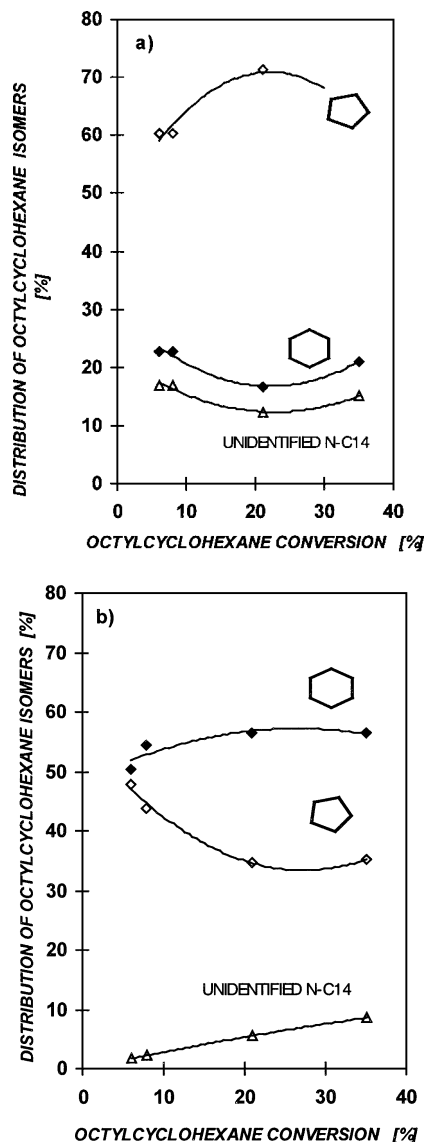 a)
DISTRIBUTION OF OCTYLCYCLOHEXANE ISOMERS
[%]
80
70
60
50
40
30
20
10
0
UNIDENTIFIED N-C14
0 10 20 30 40
OCTYLCYCLOHEXANE CONVERSION [%]
b)
DISTRIBUTION OF OCTYLCYCLOHEXANE ISOMERS [%]
80
70
60
50
40
30
20
10
0
UNIDENTIFIED N-C14
0 10 20 30 40
OCTYLCYCLOHEXANE CONVERSION [%]